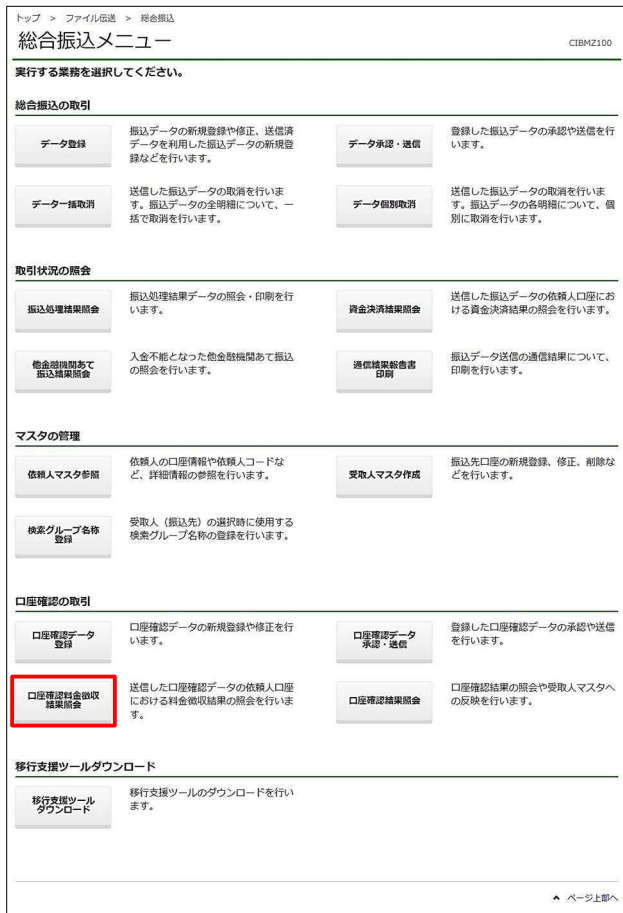 トップ > ファイル伝送 > 総合振込
総合振込メニュー
CIBMZ100
実行する業務を選択してください。
総合振込の取引
データ登録
振込データの新規登録や修正、送信済
データを利用した振込データの新規登
録などを行います。
データ承認・送信
登録した振込データの承認や送信を行
います。
データ一括取消
送信した振込データの取消を行いま
す。振込データの全明細について、一
括で取消を行います。
データ個別取消
送信した振込データの取消を行いま
す。振込データの各明細について、個
別に取消を行います。
取引状況の照会
振込処理結果照会
振込処理結果データの照会・印刷を行
います。
資金決済結果照会
送信した振込データの依頼人口座にお
ける資金決済結果の照会を行います。
他金融機関あて
振込結果照会
入金不能となった他金融機関あて振込
の照会を行います。
通信結果報告書
印刷
振込データ送信の通信結果について、
印刷を行います。
マスタの管理
依頼人マスタ参照
依頼人の口座情報や依頼人コードな
ど、詳細情報の参照を行います。
受取人マスタ作成
振込先口座の新規登録、修正、削除な
どを行います。
検索グループ名称
登録
受取人（振込先）の選択時に使用する
検索グループ名称の登録を行います。
口座確認の取引
口座確認データ
登録
口座確認データの新規登録や修正を行
います。
口座確認データ
承認・送信
登録した口座確認データの承認や送信
を行います。
口座確認料金徴収
結果照会
送信した口座確認データの依頼人口座
における料金徴収結果の照会を行いま
す。
口座確認結果照会
口座確認結果の照会や受取人マスタへ
の反映を行います。
移行支援ツールダウンロード
移行支援ツール
ダウンロード
移行支援ツールのダウンロードを行い
ます。
ページ上部へ